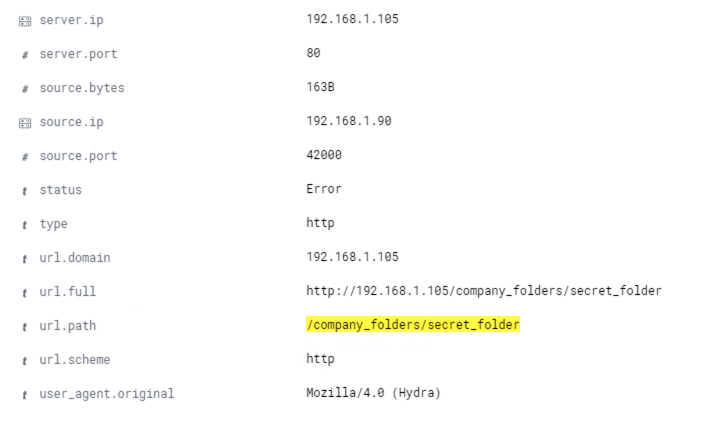 server.ip 192.168.1.105
# server.port 80
# source.bytes 163B
source.ip 192.168.1.90
# source.port 42000
t status Error
t type http
t url.domain 192.168.1.105
t url.full http://192.168.1.105/company_folders/secret_folder
t url.path /company_folders/secret_folder
t url.scheme http
t user_agent.original Mozilla/4.0 (Hydra)